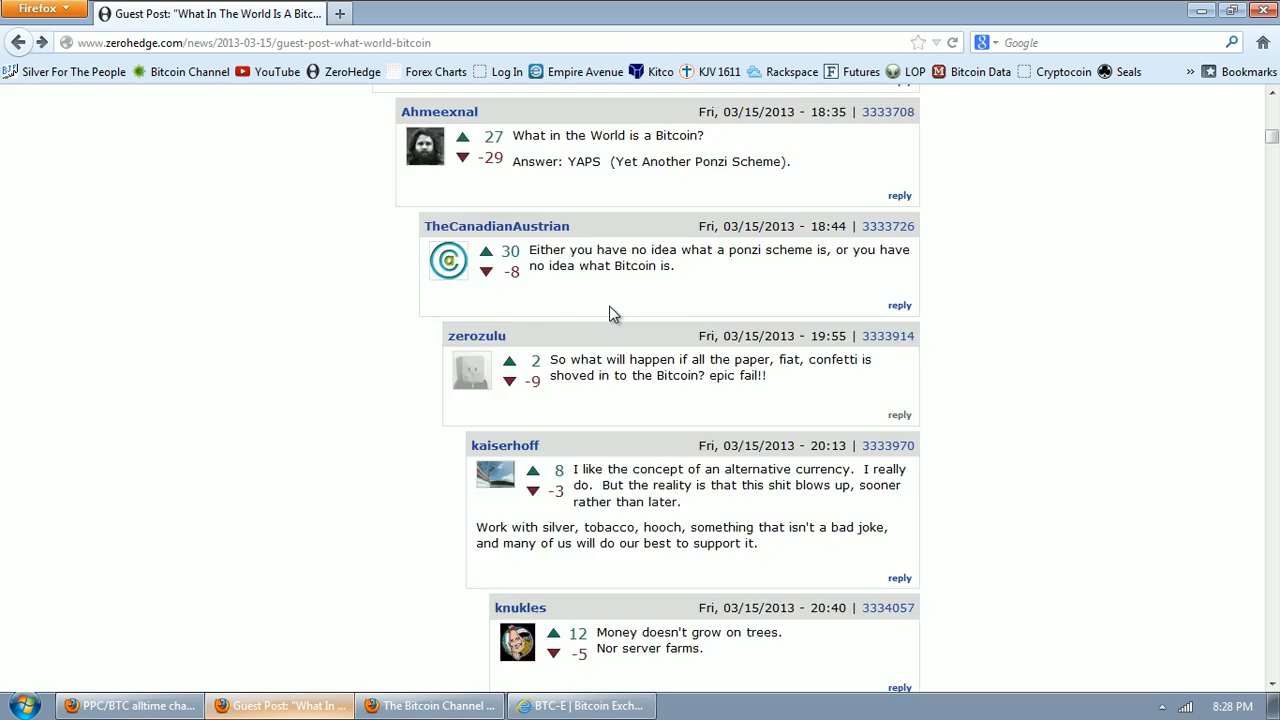 Firefox
Guest Post: "What In The World Is A Bitc...
www.zerohedge.com/news/2013-03-15/guest-post-what-world-bitcoin
Google
Silver For The People Bitcoin Channel YouTube ZeroHedge Forex Charts Log In Empire Avenue Kitco KJV 1611 Rackspace Futures LOP Bitcoin Data Cryptocoin Seals » Bookmarks
Ahmeexnal Fri, 03/15/2013 - 18:35 | 3333708
27 What in the World is a Bitcoin?
-29 Answer: YAPS (Yet Another Ponzi Scheme).
reply
TheCanadianAustrian Fri, 03/15/2013 - 18:44 | 3333726
30 Either you have no idea what a ponzi scheme is, or you have
-8 no idea what Bitcoin is.
reply
zerozulu Fri, 03/15/2013 - 19:55 | 3333914
2 So what will happen if all the paper, fiat, confetti is
-9 shoved in to the Bitcoin? epic fail!!
reply
kaiserhoff Fri, 03/15/2013 - 20:13 | 3333970
8 I like the concept of an alternative currency. I really
-3 do. But the reality is that this shit blows up, sooner
rather than later.
Work with silver, tobacco, hooch, something that isn't a bad joke,
and many of us will do our best to support it.
reply
knukles Fri, 03/15/2013 - 20:40 | 3334057
12 Money doesn't grow on trees.
-5 Nor server farms.
reply
PPC/BTC alltime cha... Guest Post: "What In ... The Bitcoin Channel ... BTC-E | Bitcoin Exch... 8:28 PM